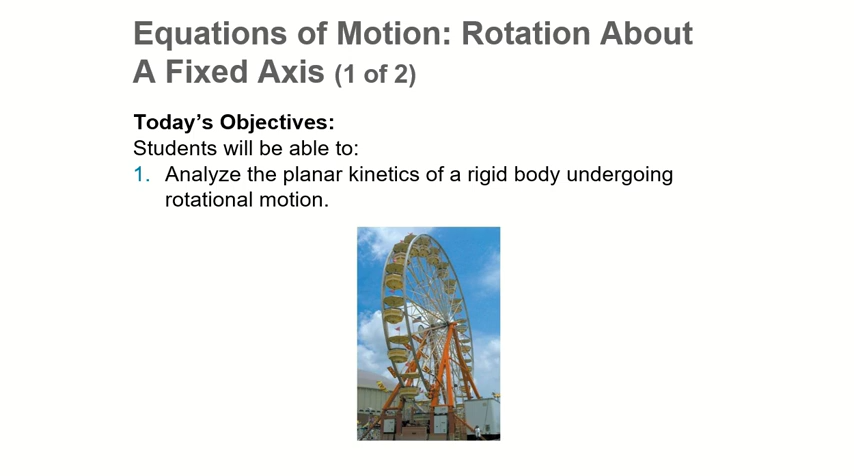 Equations of Motion: Rotation About
A Fixed Axis (1 of 2)
Today's Objectives:
Students will be able to:
1. Analyze the planar kinetics of a rigid body undergoing
rotational motion.